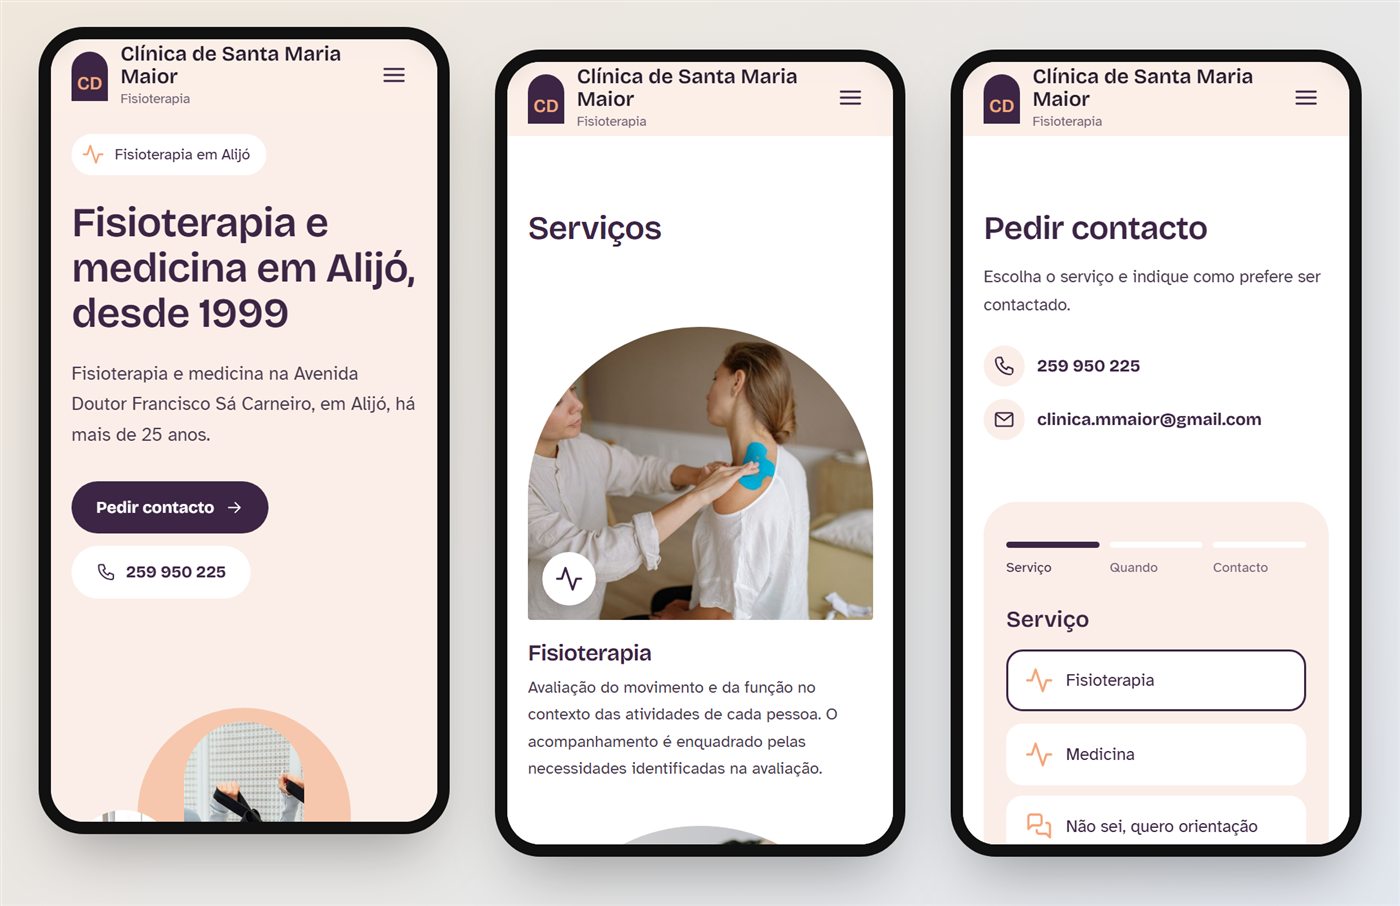 CD
Clínica de Santa Maria
Maior
Fisioterapia
Fisioterapia em Alijó
Fisioterapia e
medicina em Alijó,
desde 1999
Fisioterapia e medicina na Avenida
Doutor Francisco Sá Carneiro, em Alijó, há
mais de 25 anos.
Pedir contacto
259 950 225
CD
Clínica de Santa Maria
Maior
Fisioterapia
Serviços
Fisioterapia
Avaliação do movimento e da função no
contexto das atividades de cada pessoa. O
acompanhamento é enquadrado pelas
necessidades identificadas na avaliação.
CD
Clínica de Santa Maria
Maior
Fisioterapia
Pedir contacto
Escolha o serviço e indique como prefere ser
contactado.
259 950 225
clinica.mmaior@gmail.com
Serviço Quando Contacto
Serviço
Fisioterapia
Medicina
Não sei, quero orientação